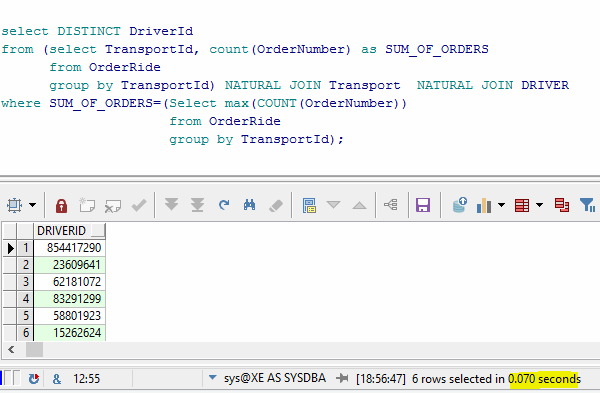 select DISTINCT DriverId
from (select TransportId, count(OrderNumber) as SUM_OF_ORDERS
from OrderRide
group by TransportId) NATURAL JOIN Transport  NATURAL JOIN DRIVER
where SUM_OF_ORDERS=(Select max(COUNT(OrderNumber))
from OrderRide
group by TransportId);
DRIVERID
1 854417290
2 23609641
3 62181072
4 83291299
5 58801923
6 15262624
& 12:55 sys@XE AS SYSDBA [18:56:47] 6 rows selected in 0.070 seconds